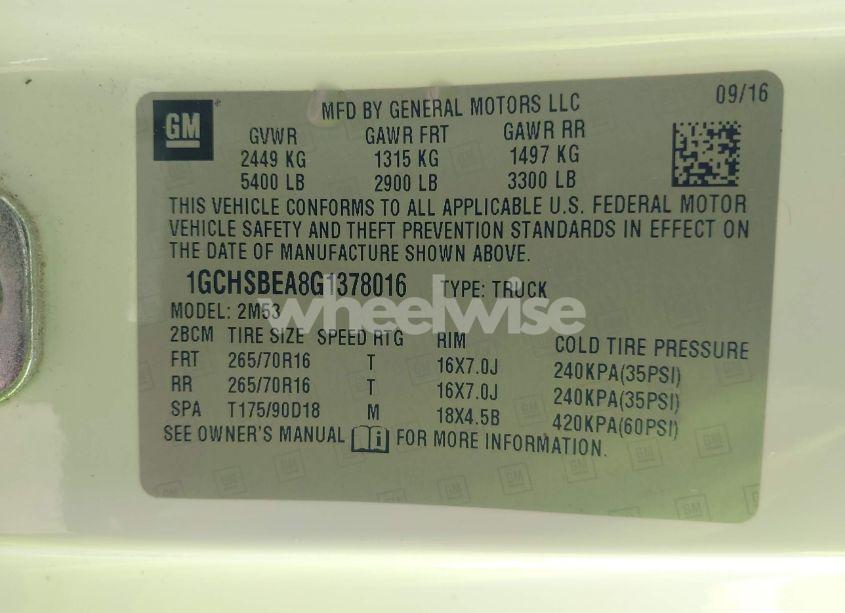 GM
MFD BY GENERAL MOTORS LLC 09/16
GVWR GAWR FRT GAWR RR
2449 KG 1315 KG 1497 KG
5400 LB 2900 LB 3300 LB
THIS VEHICLE CONFORMS TO ALL APPLICABLE U.S. FEDERAL MOTOR
VEHICLE SAFETY AND THEFT PREVENTION STANDARDS IN EFFECT ON
THE DATE OF MANUFACTURE SHOWN ABOVE.
1GCHSBEA8G1378016 TYPE: TRUCK
MODEL: 2M53
wheelwise
2BCM TIRE SIZE SPEED RTG RIM COLD TIRE PRESSURE
FRT 265/70R16 T 16X7.0J 240KPA(35PSI)
RR 265/70R16 T 16X7.0J 240KPA(35PSI)
SPA T175/90D18 M 18X4.5B 420KPA(60PSI)
SEE OWNER'S MANUAL FOR MORE INFORMATION.